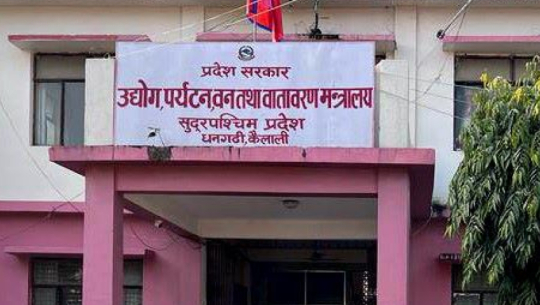 प्रदेश सरकार
उद्योग, पर्यटन, वन तथा वातावरण मन्त्रालय
सुदूरपश्चिम प्रदेश
धनगढी, कैलाली